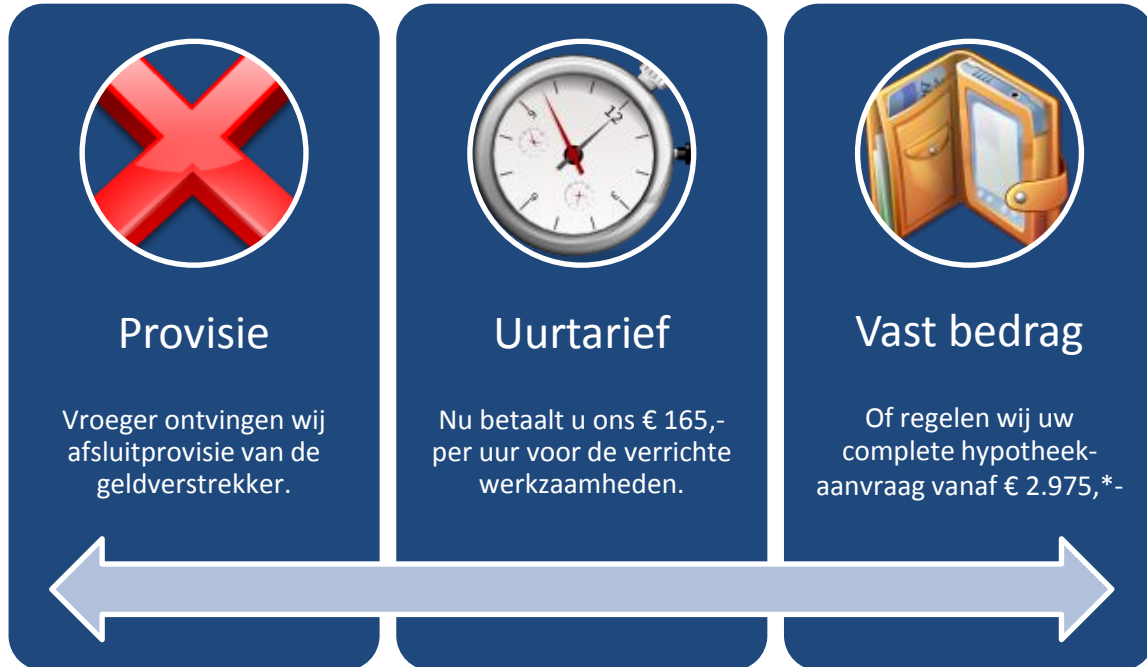 Provisie
Vroeger ontvingen wij
afsluitprovisie van de
geldverstrekker.
Uurtarief
Nu betaalt u ons € 165,-
per uur voor de verrichte
werkzaamheden.
Vast bedrag
Of regelen wij uw
complete hypotheek-
aanvraag vanaf € 2.975,*-